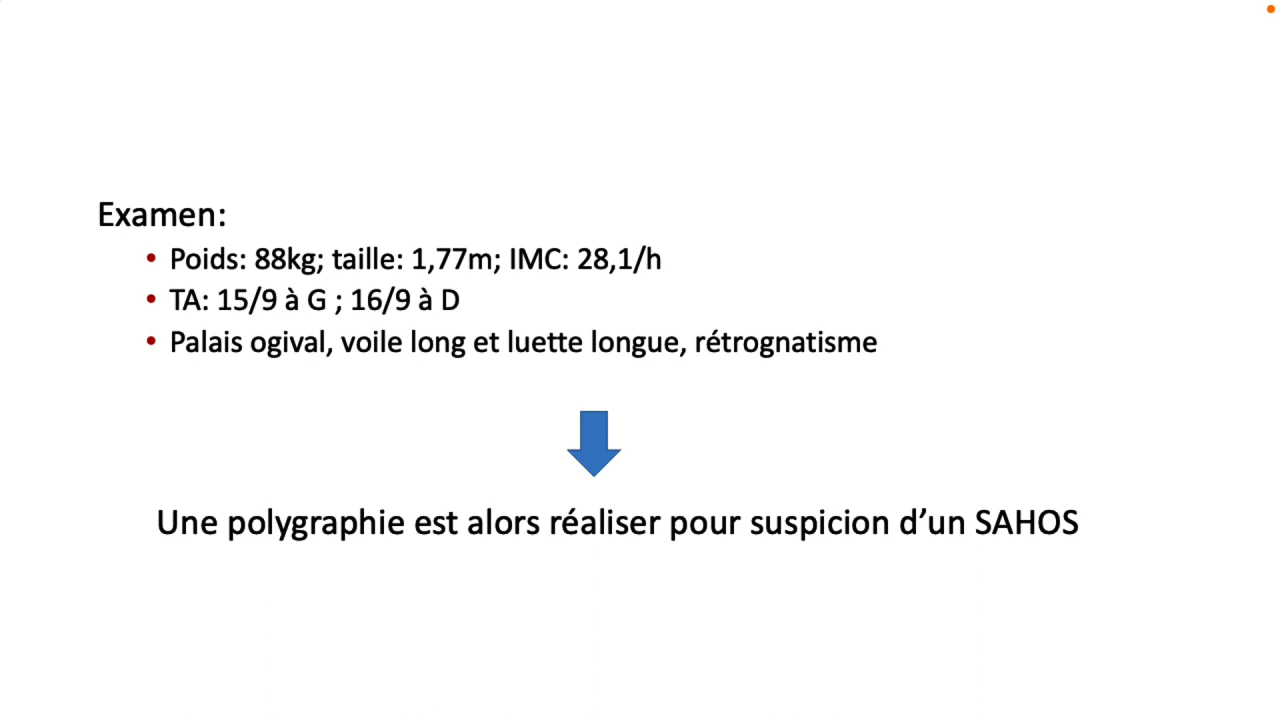 Examen:
• Poids: 88kg; taille: 1,77m; IMC: 28,1/h
• TA: 15/9 à G ; 16/9 à D
• Palais ogival, voile long et luette longue, rétrognatisme
Une polygraphie est alors réaliser pour suspicion d’un SAHOS